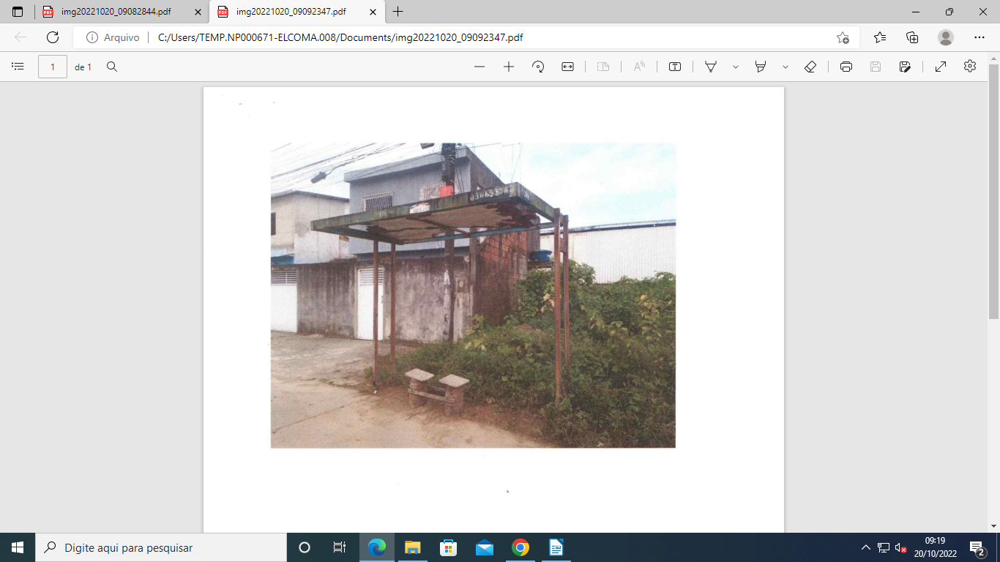 img20221020_09082844.pdf
img20221020_09092347.pdf
Arquivo
C:/Users/TEMP.NP000671-ELCOMA.008/Documents/img20221020_09092347.pdf
1 de 1
Digite aqui para pesquisar
09:19
20/10/2022
2